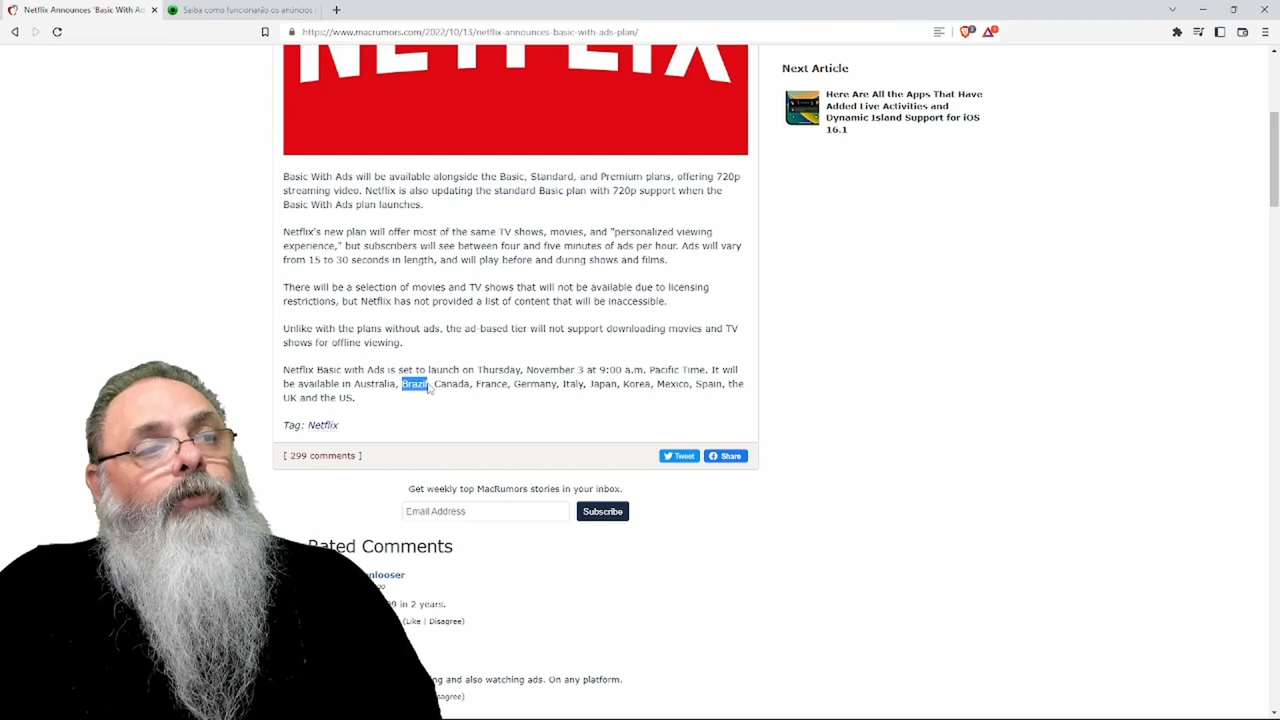 Netflix Announces 'Basic With Ad
Saiba como funcionarão os anúncios
https://www.macrumors.com/2022/10/13/netflix-announces-basic-with-ads-plan/
NETFLIX
Next Article
Here Are All the Apps That Have
Added Live Activities and
Dynamic Island Support for iOS
16.1
Basic With Ads will be available alongside the Basic, Standard, and Premium plans, offering 720p
streaming video. Netflix is also updating the standard Basic plan with 720p support when the
Basic With Ads plan launches.
Netflix's new plan will offer most of the same TV shows, movies, and "personalized viewing
experience," but subscribers will see between four and five minutes of ads per hour. Ads will vary
from 15 to 30 seconds in length, and will play before and during shows and films.
There will be a selection of movies and TV shows that will not be available due to licensing
restrictions, but Netflix has not provided a list of content that will be inaccessible.
Unlike with the plans without ads, the ad-based tier will not support downloading movies and TV
shows for offline viewing.
Netflix Basic with Ads is set to launch on Thursday, November 3 at 9:00 a.m. Pacific Time. It will
be available in Australia, Brazil, Canada, France, Germany, Italy, Japan, Korea, Mexico, Spain, the
UK and the US.
Tag: Netflix
[ 299 comments ]
Tweet
Share
Get weekly top MacRumors stories in your inbox.
Email Address
Subscribe
Rated Comments
nlooser
in 2 years.
(Like | Disagree)
and also watching ads. On any platform.